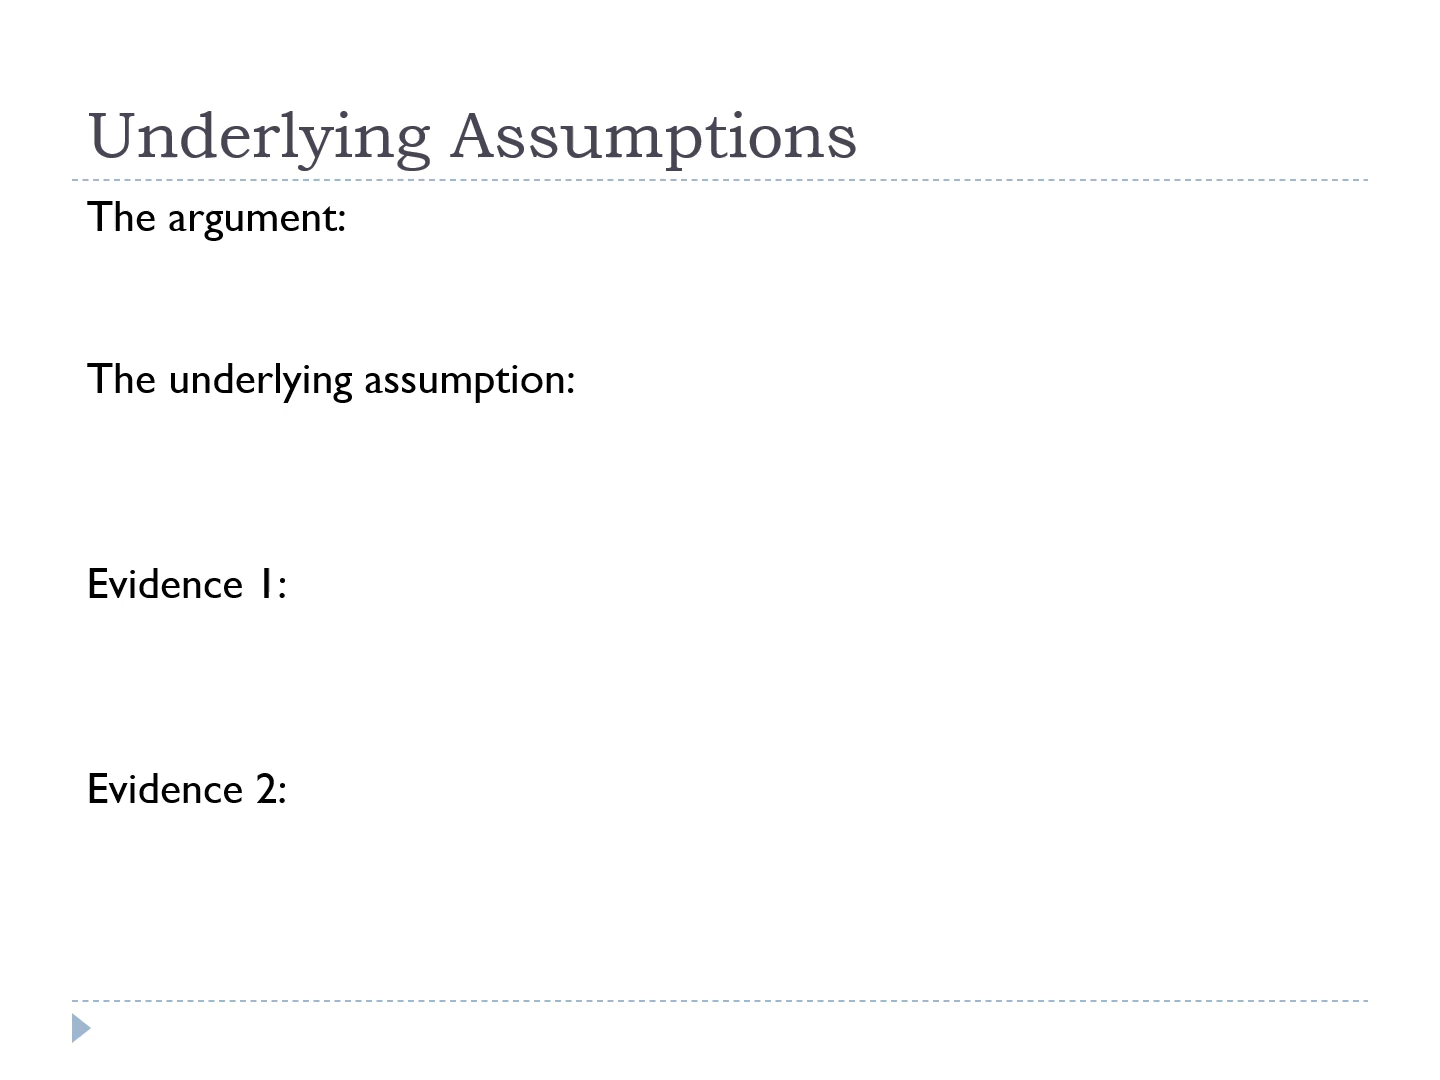 Underlying Assumptions
The argument:
The underlying assumption:
Evidence 1:
Evidence 2: